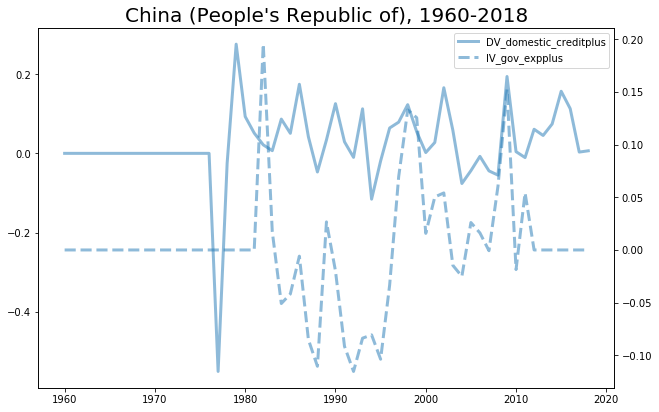 China (People's Republic of), 1960-2018
DV_domestic_creditplus
IV_gov_expplus
0.2
0.0
−0.2
−0.4
0.20
0.15
0.10
0.05
0.00
−0.05
−0.10
1960 1970 1980 1990 2000 2010 2020